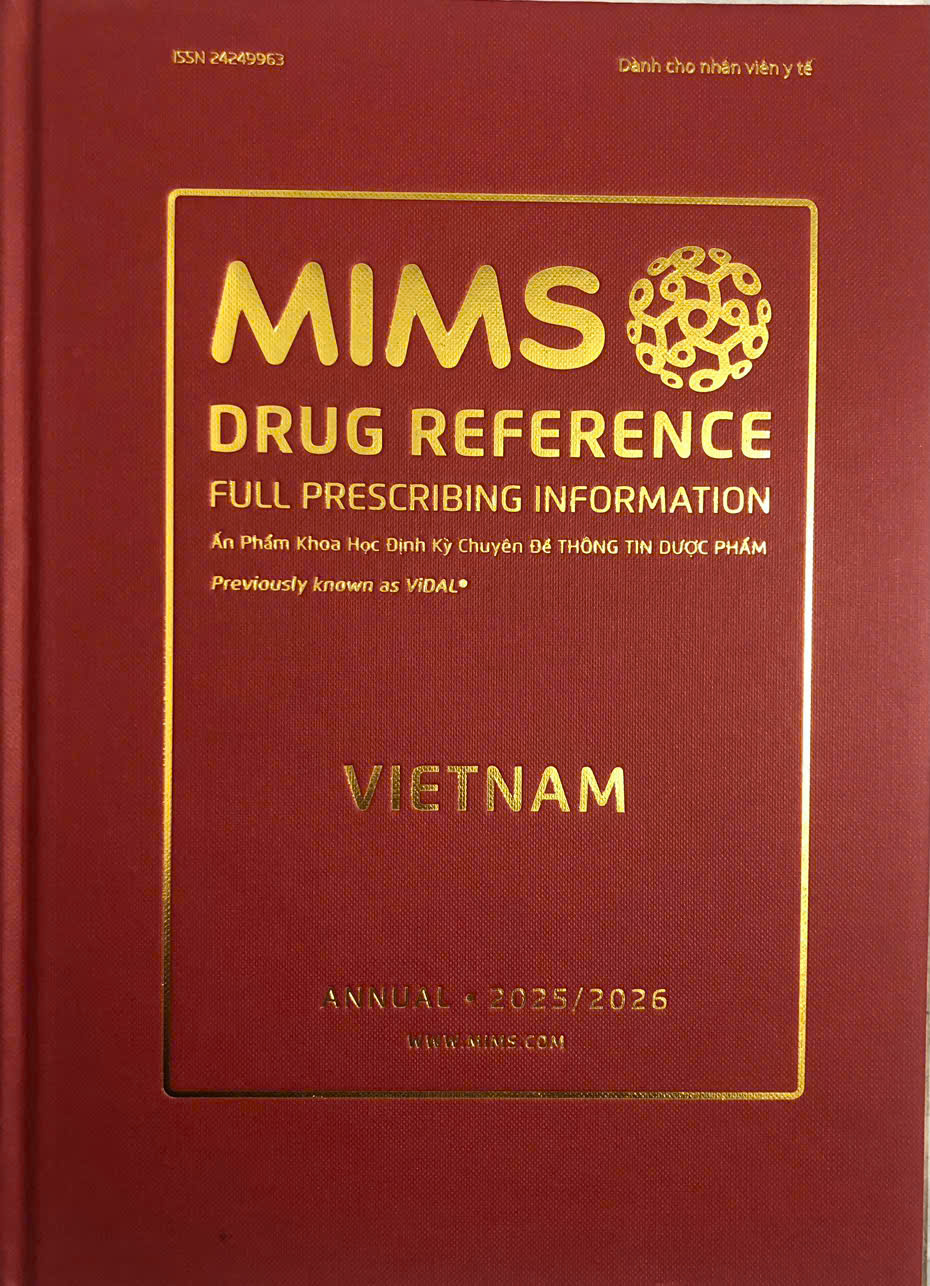 ISSN 24249963
Dành cho nhân viên y tế
MIMS
DRUG REFERENCE
FULL PRESCRIBING INFORMATION
Ấn Phẩm Khoa Học Định Kỳ Chuyên Đề THÔNG TIN DƯỢC PHẨM
Previously known as ViDAL®
VIETNAM
ANNUAL • 2025/2026
WWW.MIMS.COM